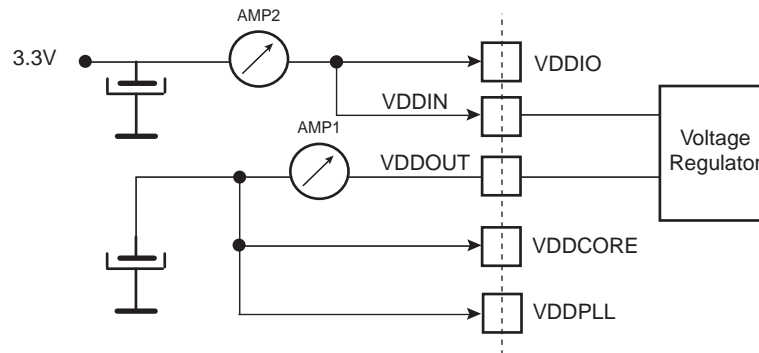 AMP2
3.3V
VDDIO
VDDIN
AMP1
Voltage
Regulator
VDDOUT
VDDCORE
VDDPLL